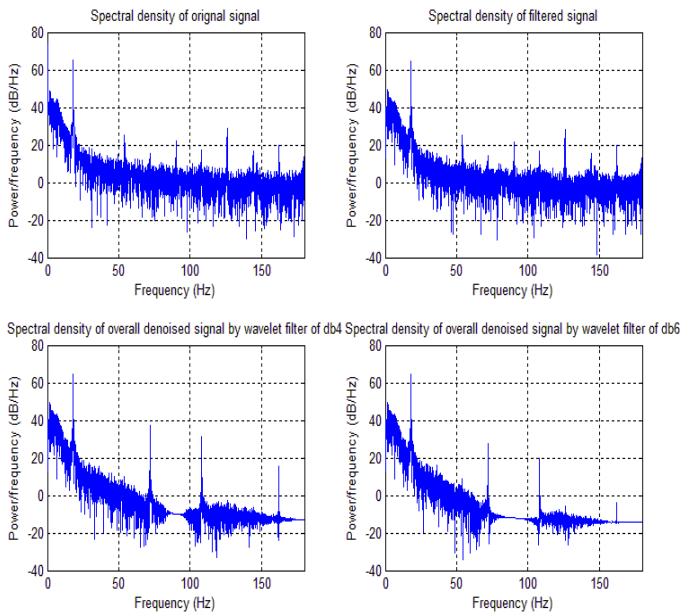 Spectral density of orignal signal
80
60
40
20
0
-20
-40
0 50 100 150
Power/frequency (dB/Hz)
Frequency (Hz)
Spectral density of filtered signal
80
60
40
20
0
-20
-40
0 50 100 150
Power/frequency (dB/Hz)
Frequency (Hz)
Spectral density of overall denoised signal by wavelet filter of db4
80
60
40
20
0
-20
-40
0 50 100 150
Power/frequency (dB/Hz)
Frequency (Hz)
Spectral density of overall denoised signal by wavelet filter of db6
80
60
40
20
0
-20
-40
0 50 100 150
Power/frequency (dB/Hz)
Frequency (Hz)